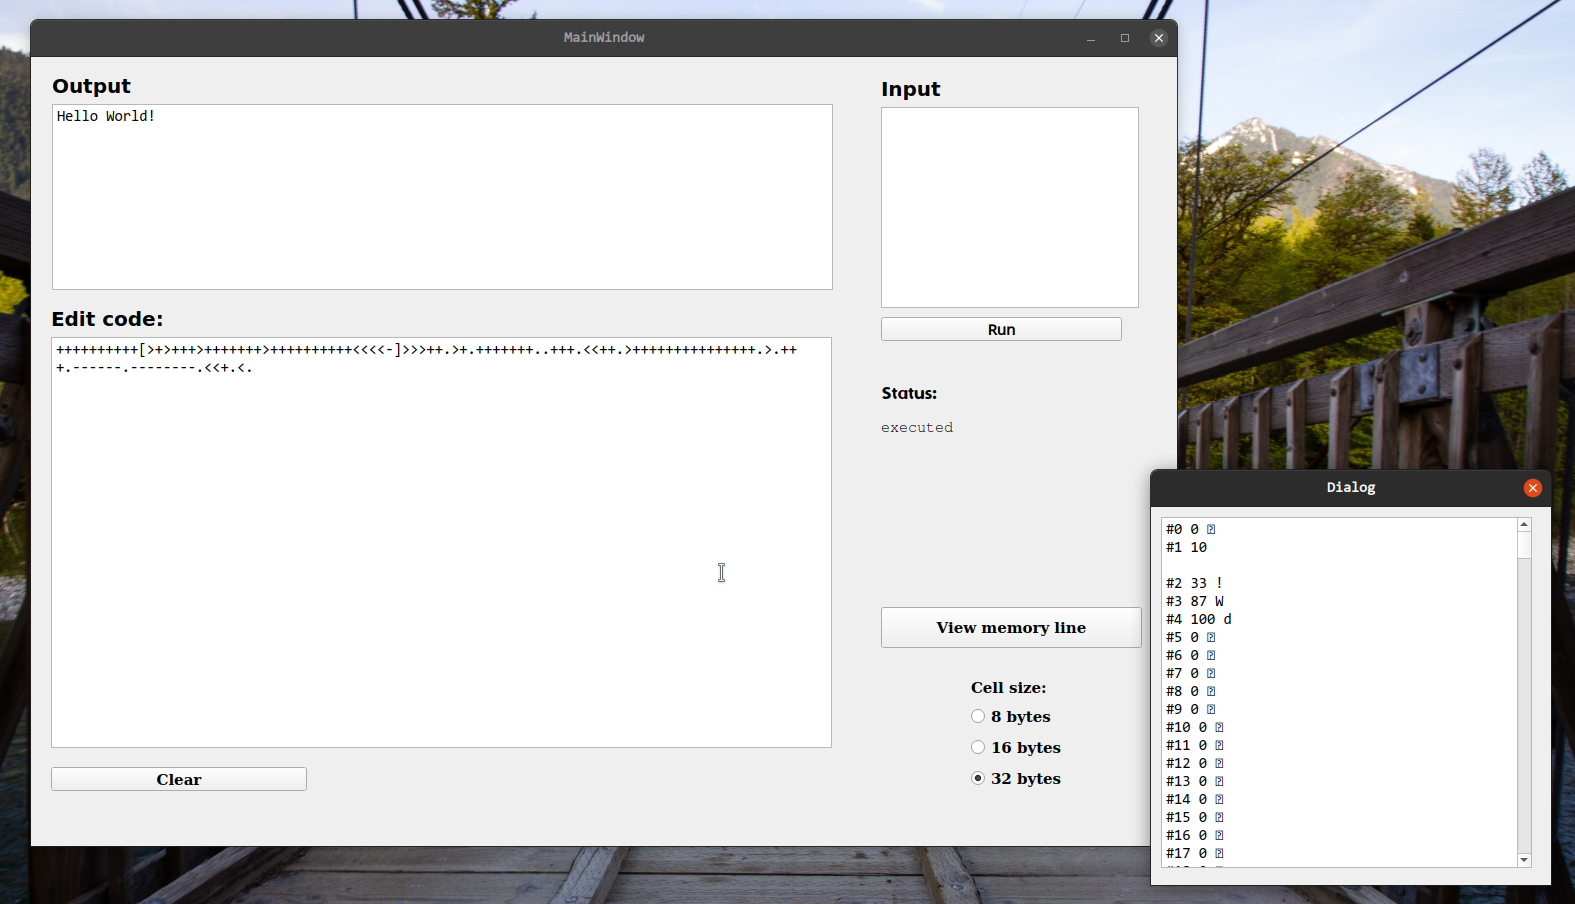 MainWindow
Output
Hello World!
Input
Run
Edit code:
++++++++++[>+>+++>+++++++>++++++++++<<<<-]>>>++.>+.+++++++..+++.<<++.>+++++++++++++++.>.++
+.------.--------.<<+.<.
Status:
executed
View memory line
Cell size:
8 bytes
16 bytes
32 bytes
Clear
Dialog
#0 0
#1 10
#2 33 !
#3 87 W
#4 100 d
#5 0
#6 0
#7 0
#8 0
#9 0
#10 0
#11 0
#12 0
#13 0
#14 0
#15 0
#16 0
#17 0